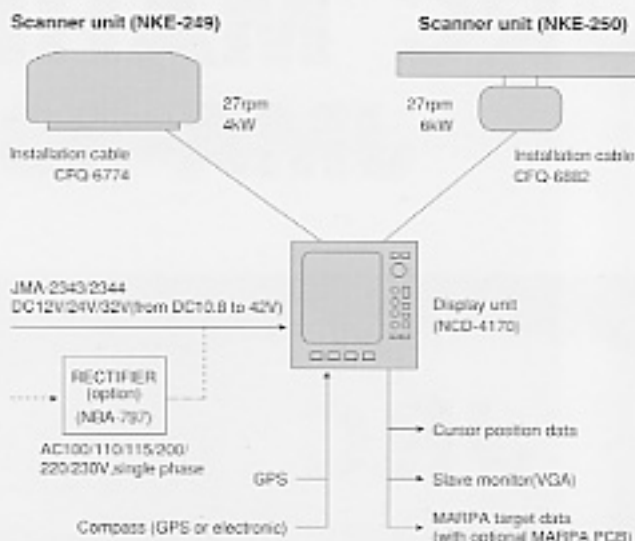 Scanner unit (NKE-249)
Scanner unit (NKE-250)
27rpm
4kW
27rpm
6kW
Installation cable
CFQ-6774
Installation cable
CFQ-6882
JMA-2343/2344
DC12V/24V/32V(from DC10.8 to 42V)
Display unit
(NCD-4170)
RECTIFIER
(option)
(NBA-797)
AC100/110/115/200/
220/230V,single phase
Cursor position data
GPS
Slave monitor(VGA)
Compass (GPS or electronic)
MARPA target data
(with optional MARPA PCB)